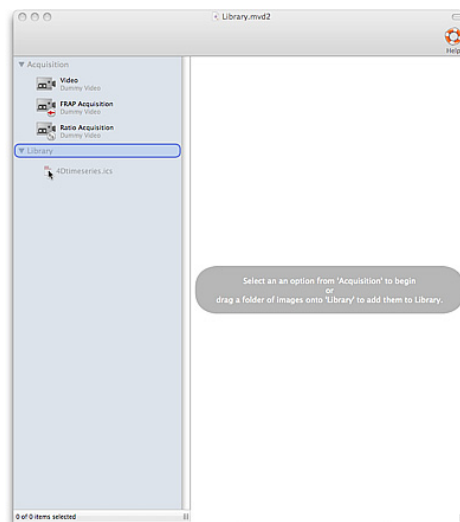 Library.mvd2
Help
Acquisition
Video
Dummy Video
FRAP Acquisition
Dummy Video
Ratio Acquisition
Dummy Video
Library
4Dtimeseries.ics
Select an an option from 'Acquisition' to begin
or
drag a folder of images onto 'Library' to add them to Library.
0 of 0 items selected